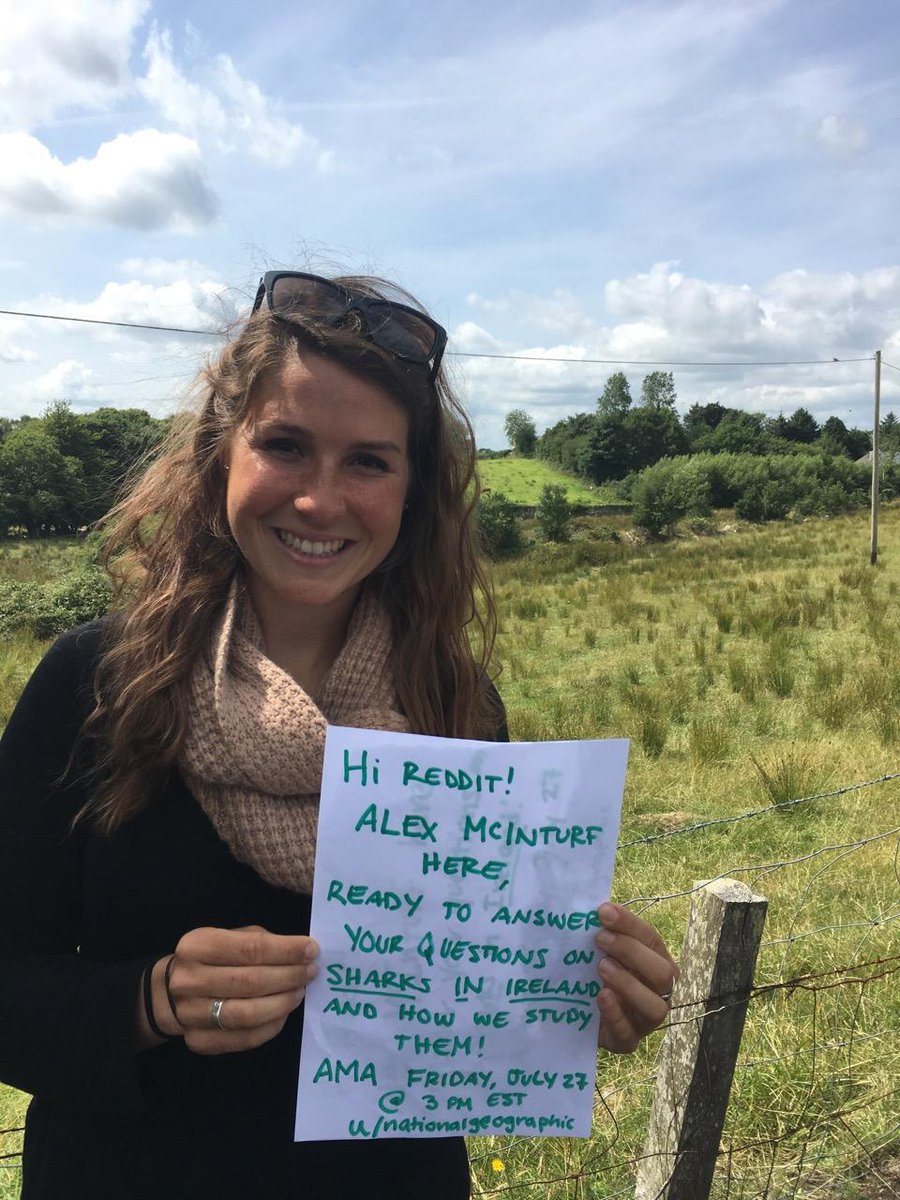 HI REDDIT!
ALEX MCINTURF
HERE,
READY TO ANSWER
YOUR QUESTIONS ON
SHARKS IN IRELAND
AND HOW WE STUDY
THEM!
AMA FRIDAY, JULY 27
@ 3 PM EST
u/nationalgeographic